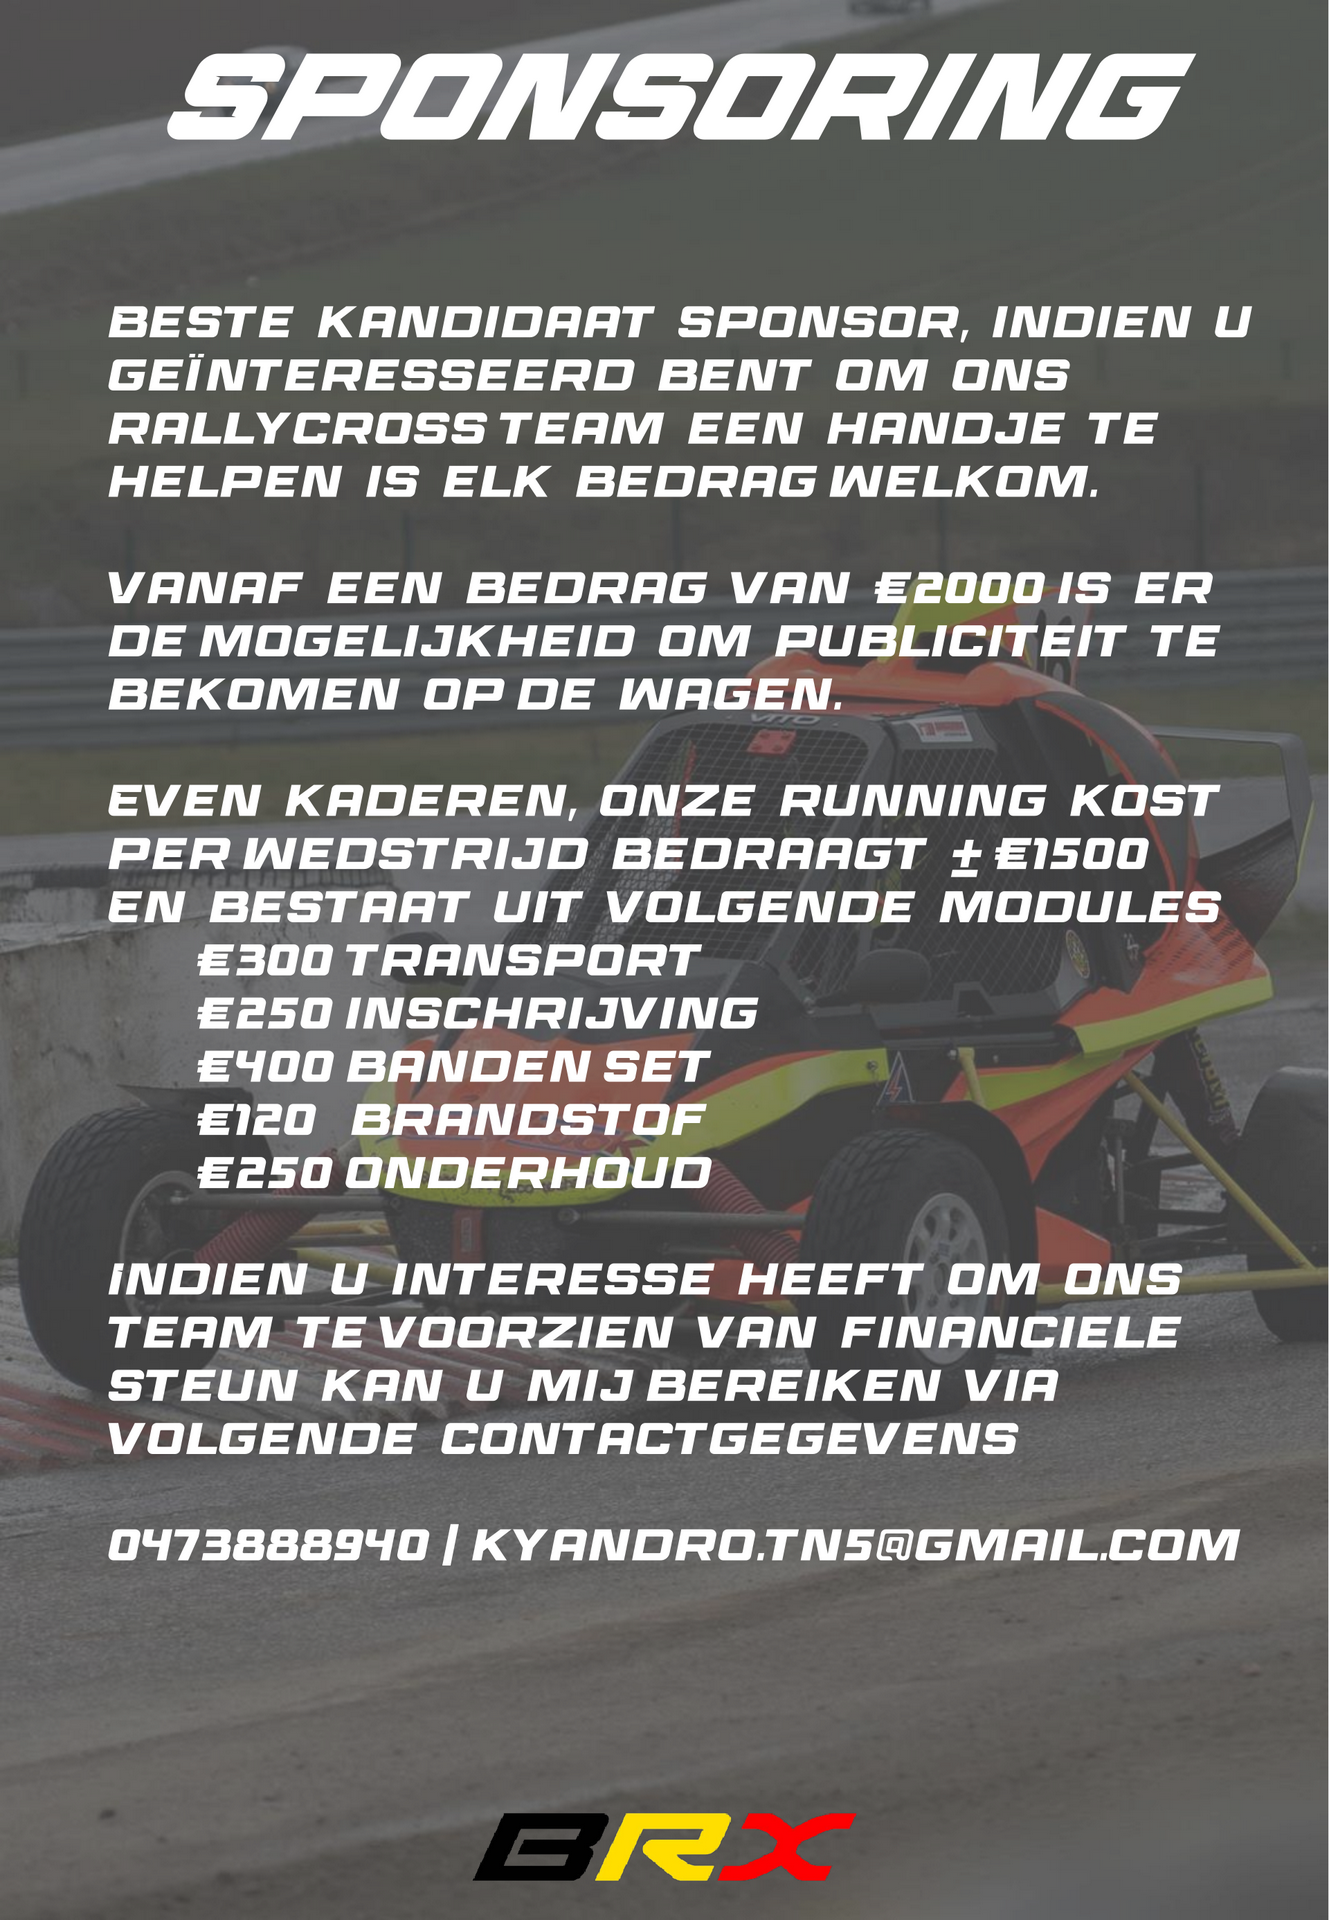 SPONSORING
BESTE KANDIDAAT SPONSOR, INDIEN U
GEÏNTERESSEERD BENT OM ONS
RALLYCROSS TEAM EEN HANDJE TE
HELPEN IS ELK BEDRAG WELKOM.
VANAF EEN BEDRAG VAN €2000 IS ER
DE MOGELIJKHEID OM PUBLICITEIT TE
BEKOMEN OP DE WAGEN.
VITO
EVEN KADEREN, ONZE RUNNING KOST
PER WEDSTRIJD BEDRAAGT ± €1500
EN BESTAAT UIT VOLGENDE MODULES
€300 TRANSPORT
€250 INSCHRIJVING
€400 BANDEN SET
€120 BRANDSTOF
€250 ONDERHOUD
INDIEN U INTERESSE HEEFT OM ONS
TEAM TE VOORZIEN VAN FINANCIELE
STEUN KAN U MIJ BEREIKEN VIA
VOLGENDE CONTACTGEGEVENS
0473888940 | KYANDRO.TN5@GMAIL.COM
BRX